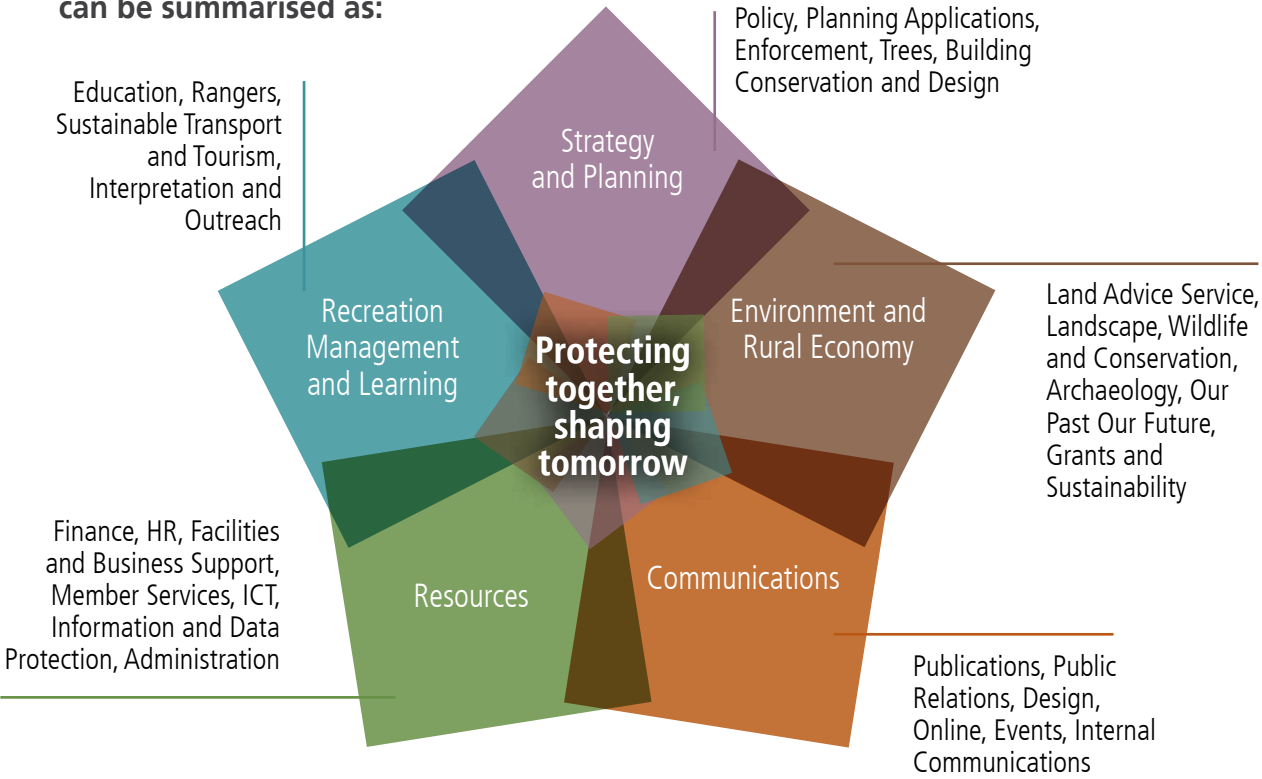 can be summarised as:
Policy, Planning Applications,
Enforcement, Trees, Building
Conservation and Design
Education, Rangers,
Sustainable Transport
and Tourism,
Interpretation and
Outreach
Strategy
and Planning
Recreation
Management
and Learning
Environment and
Rural Economy
Land Advice Service,
Landscape, Wildlife
and Conservation,
Archaeology, Our
Past Our Future,
Grants and
Sustainability
Protecting
together,
shaping
tomorrow
Finance, HR, Facilities
and Business Support,
Member Services, ICT,
Information and Data
Protection, Administration
Resources
Communications
Publications, Public
Relations, Design,
Online, Events, Internal
Communications